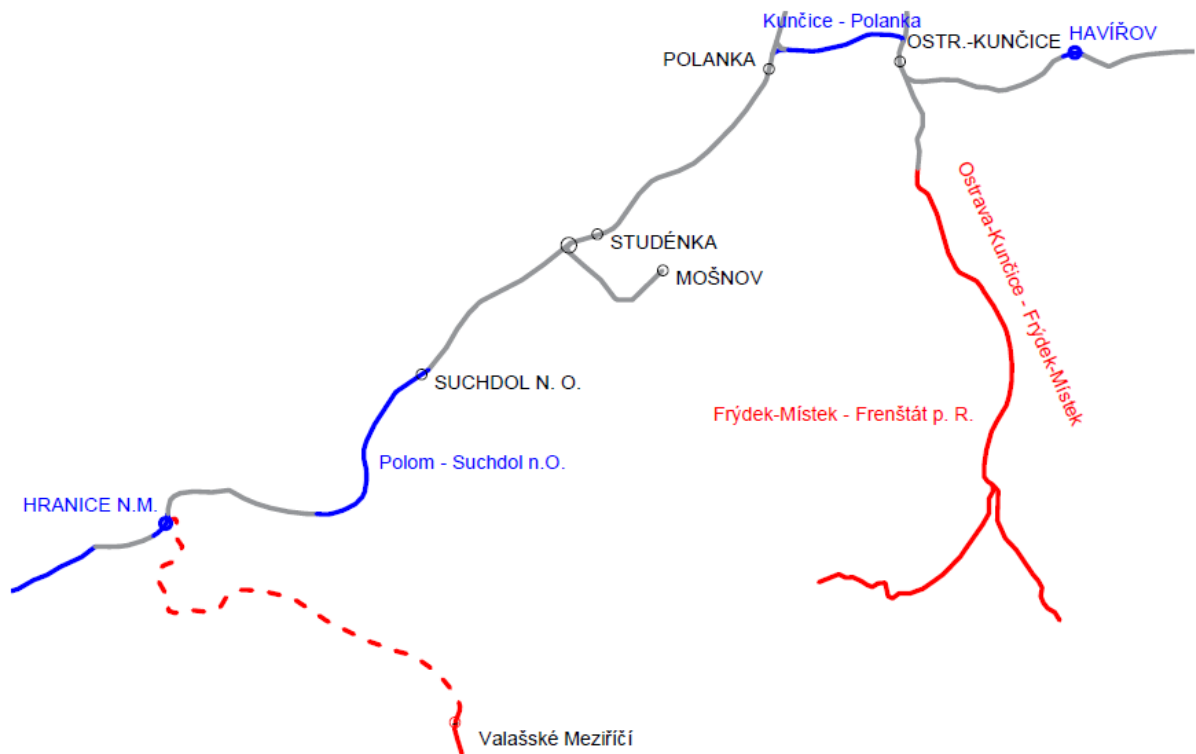 Kunčice - Polanka
OSTR.-KUNČICE
HAVÍŘOV
POLANKA
Ostrava-Kunčice - Frýdek-Místek
STUDÉNKA
MOŠNOV
SUCHDOL N. O.
Frýdek-Místek - Frenštát p. R.
Polom - Suchdol n.O.
HRANICE N.M.
Valašské Meziříčí